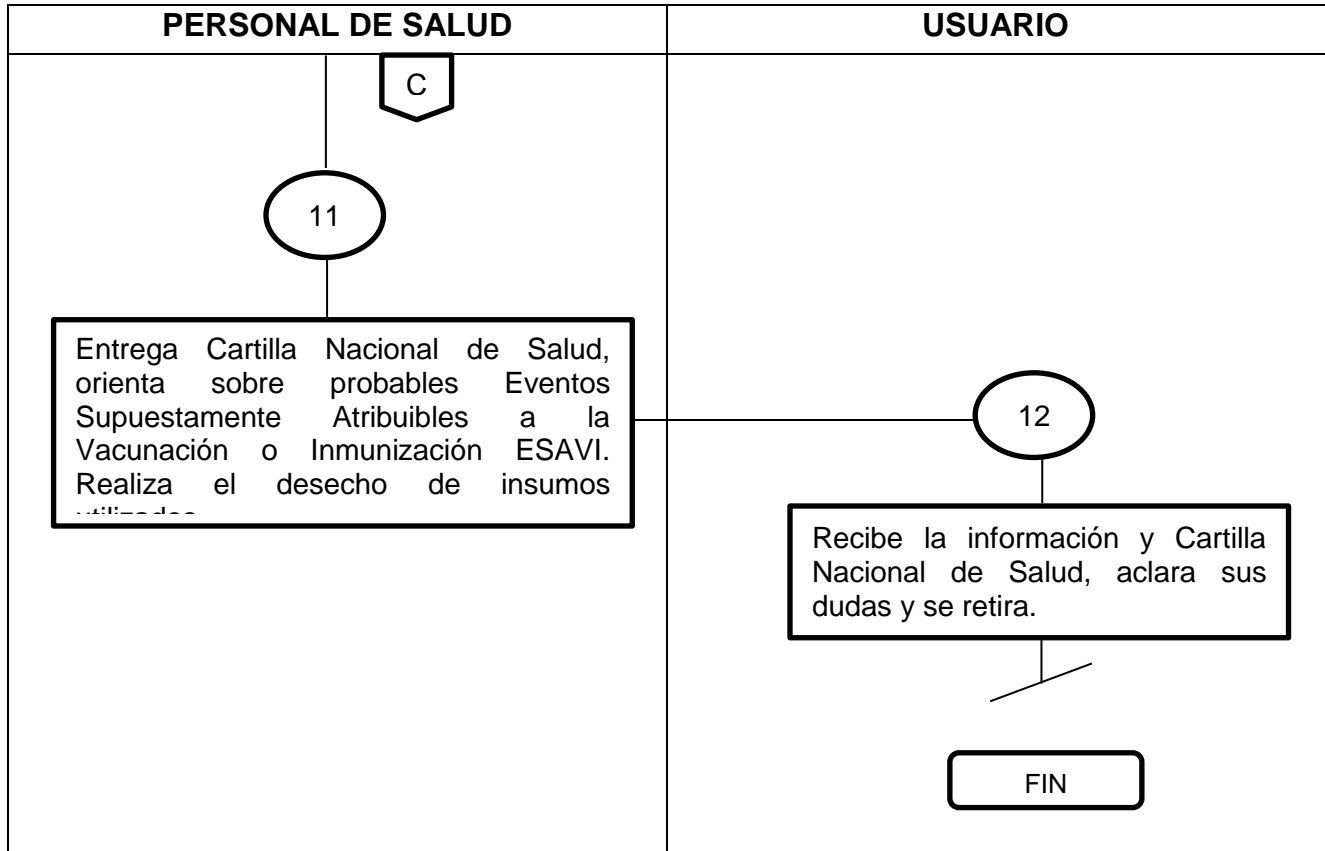 PERSONAL DE SALUD
USUARIO
C
11
Entrega Cartilla Nacional de Salud,
orienta sobre probables Eventos
Supuestamente Atribuibles a la
Vacunación o Inmunización ESAVI.
Realiza el desecho de insumos
12
Recibe la información y Cartilla
Nacional de Salud, aclara sus
dudas y se retira.
FIN